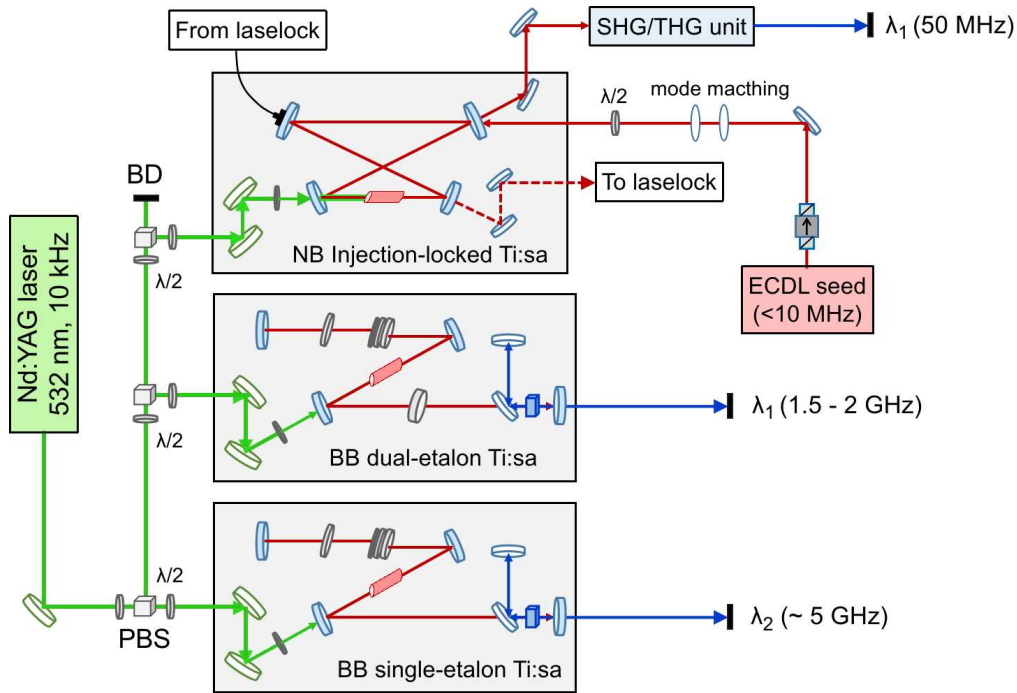 From laselock
SHG/THG unit
λ1 (50 MHz)
λ/2
mode macthing
BD
To laselock
NB Injection-locked Ti:sa
λ/2
ECDL seed
(<10 MHz)
Nd:YAG laser
532 nm, 10 kHz
λ1 (1.5 - 2 GHz)
λ/2
BB dual-etalon Ti:sa
λ/2
λ2 (~ 5 GHz)
PBS
BB single-etalon Ti:sa